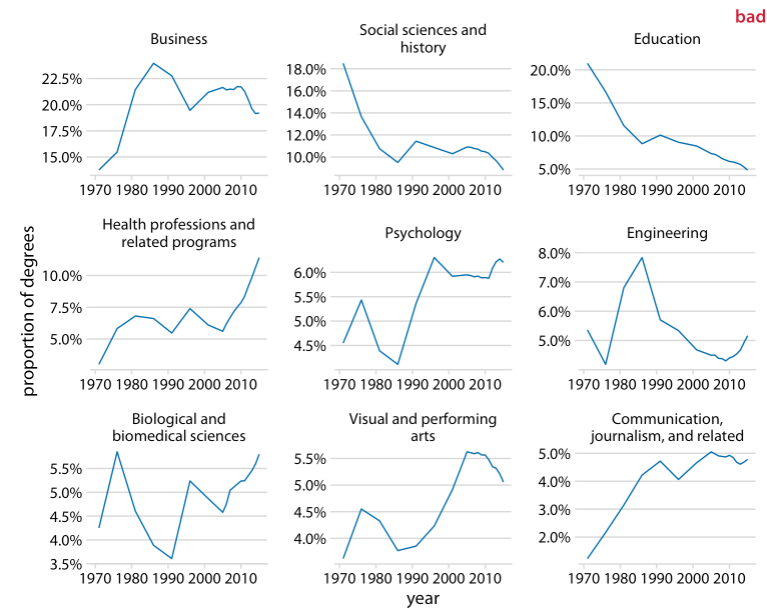 bad
Business
22.5%
20.0%
17.5%
15.0%
1970 1980 1990 2000 2010
Social sciences and
history
18.0%
16.0%
14.0%
12.0%
10.0%
1970 1980 1990 2000 2010
Education
20.0%
15.0%
10.0%
5.0%
1970 1980 1990 2000 2010
proportion of degrees
Health professions and
related programs
10.0%
7.5%
5.0%
1970 1980 1990 2000 2010
Psychology
6.0%
5.5%
5.0%
4.5%
1970 1980 1990 2000 2010
Engineering
8.0%
7.0%
6.0%
5.0%
1970 1980 1990 2000 2010
Biological and
biomedical sciences
5.5%
5.0%
4.5%
4.0%
3.5%
1970 1980 1990 2000 2010
Visual and performing
arts
5.5%
5.0%
4.5%
4.0%
1970 1980 1990 2000 2010
Communication,
journalism, and related
5.0%
4.0%
3.0%
2.0%
1970 1980 1990 2000 2010
year